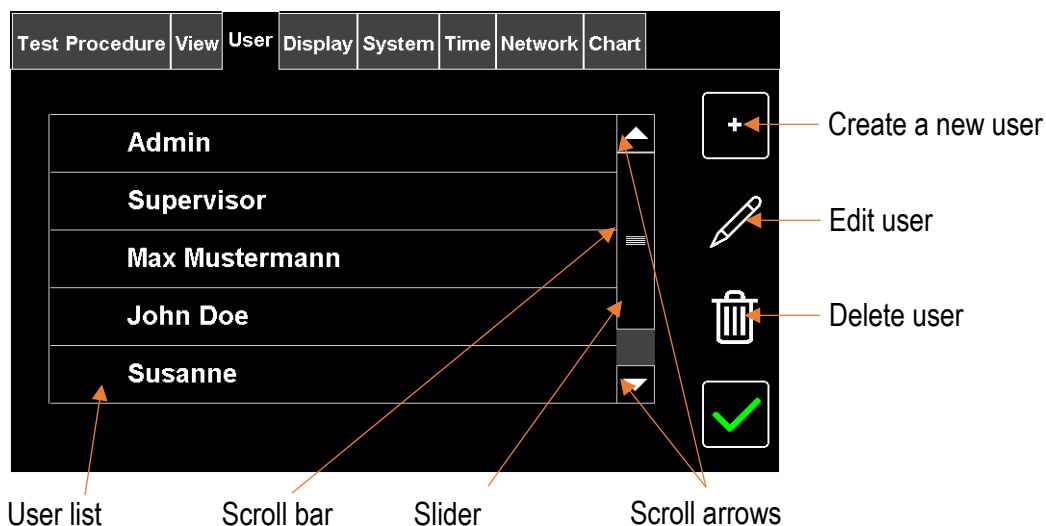 Test Procedure View User Display System Time Network Chart
Admin
+
Create a new user
Supervisor
Edit user
Max Mustermann
John Doe
Delete user
Susanne
User list
Scroll bar
Slider
Scroll arrows